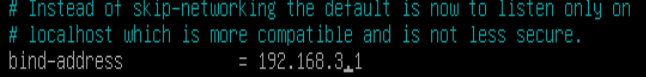 # Instead of skip-networking the default is now to listen only on
# localhost which is more compatible and is not less secure.
bind-address = 192.168.3.1